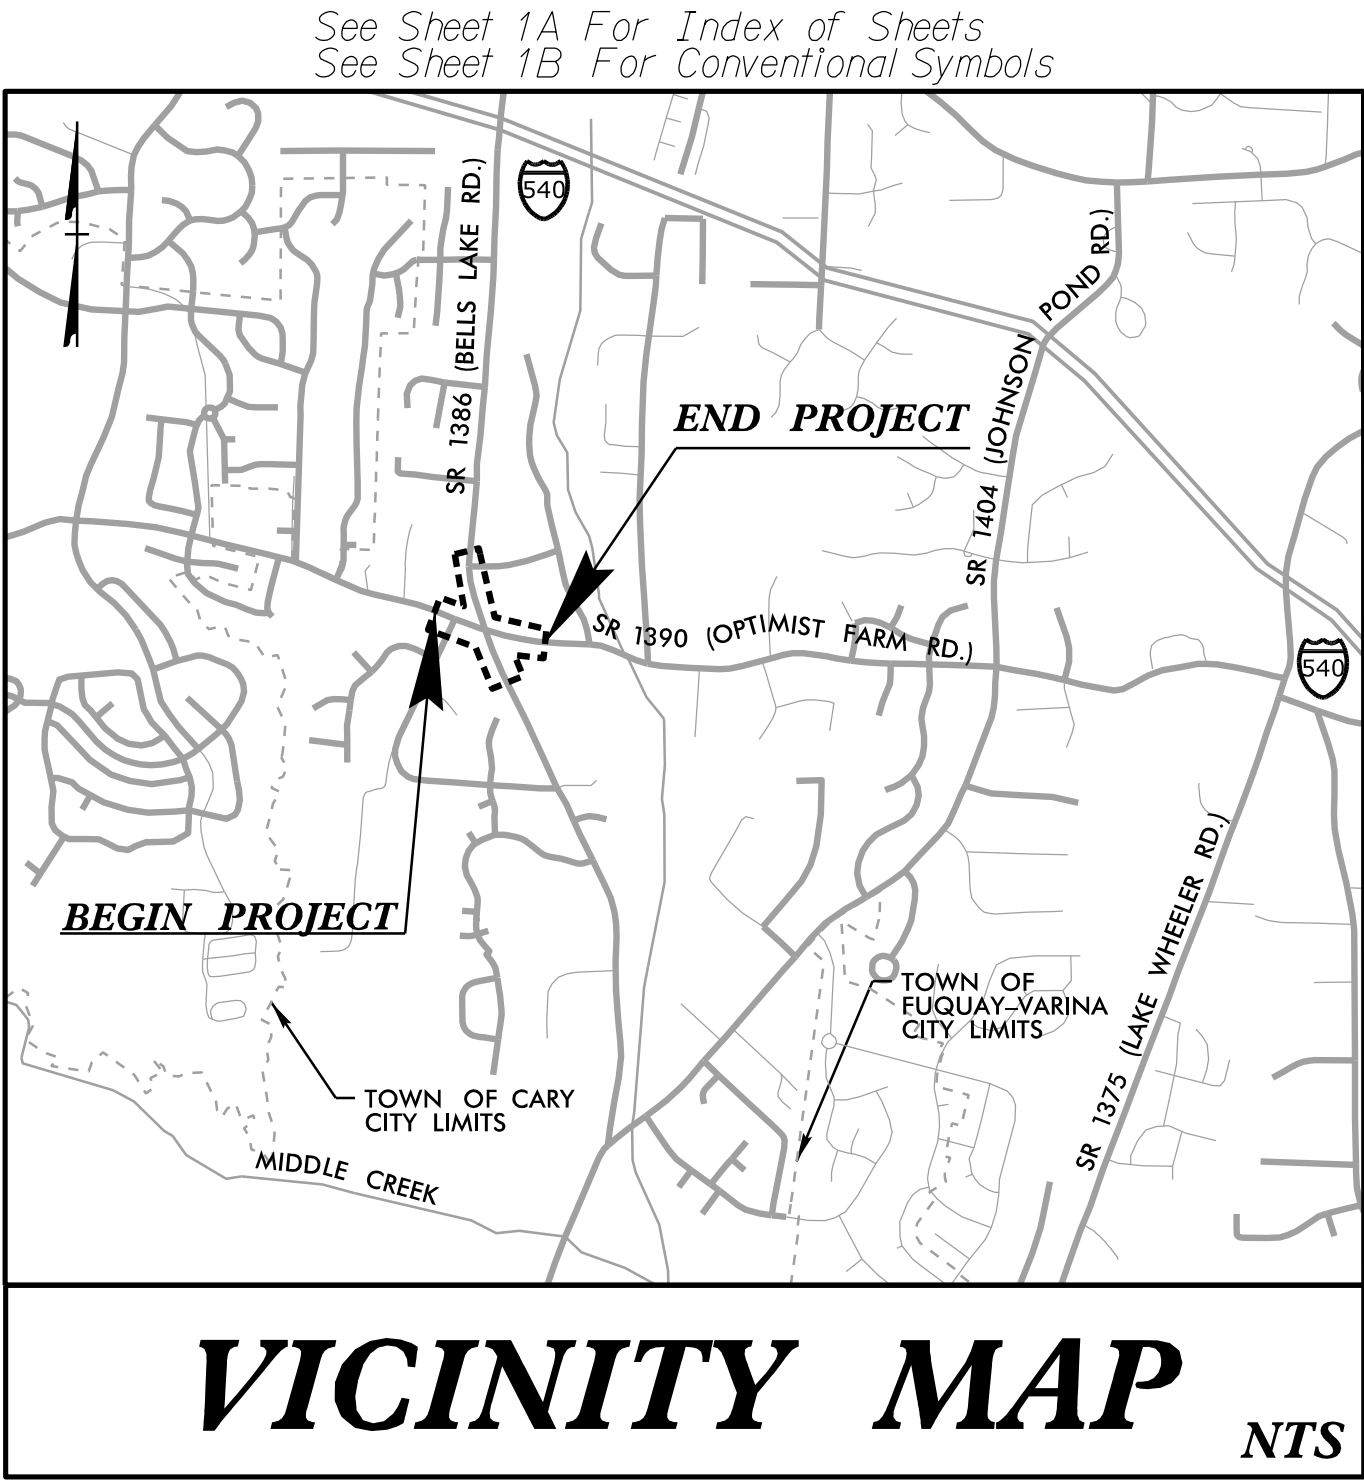 See Sheet 1A For Index of Sheets
See Sheet 1B For Conventional Symbols
540
SR 1386 (BELLS LAKE RD.)
SR 1404 (JOHNSON POND RD.)
END PROJECT
SR 1390 (OPTIMIST FARM RD.)
540
BEGIN PROJECT
SR 1375 (LAKE WHEELER RD.)
TOWN OF
FUQUAY–VARINA
CITY LIMITS
TOWN OF CARY
CITY LIMITS
MIDDLE CREEK
VICINITY MAP
NTS